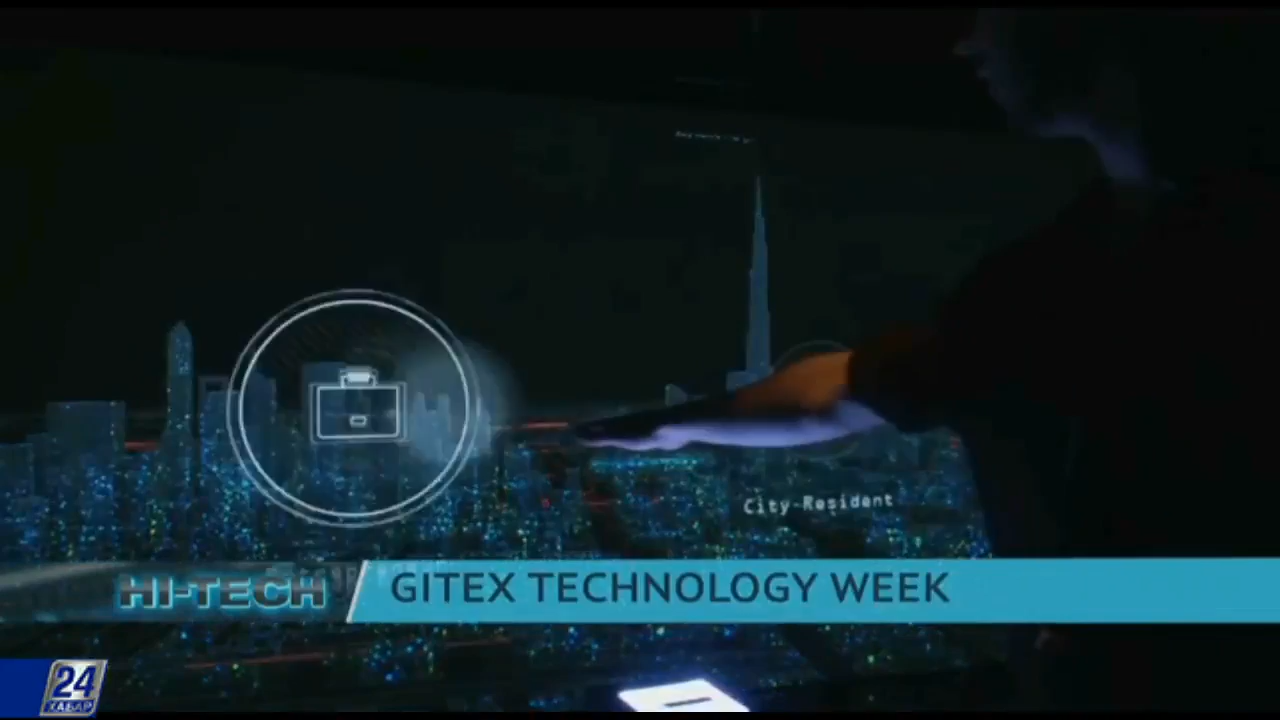 City-Resident
HI-TECH
GITEX TECHNOLOGY WEEK
24
ХАБАР